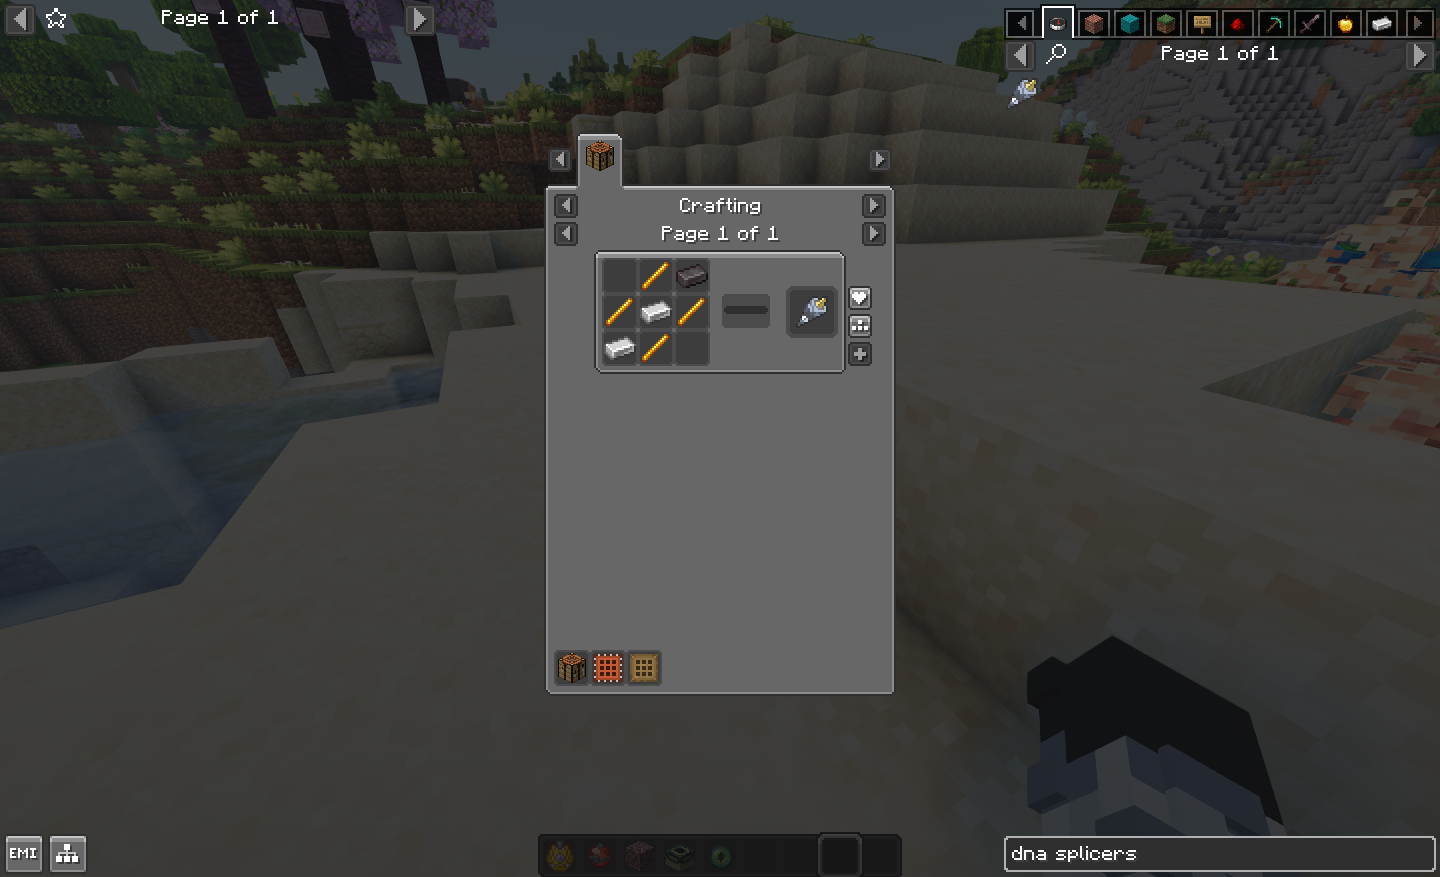 Page 1 of 1
Page 1 of 1
Crafting
Page 1 of 1
EMI
dna splicers